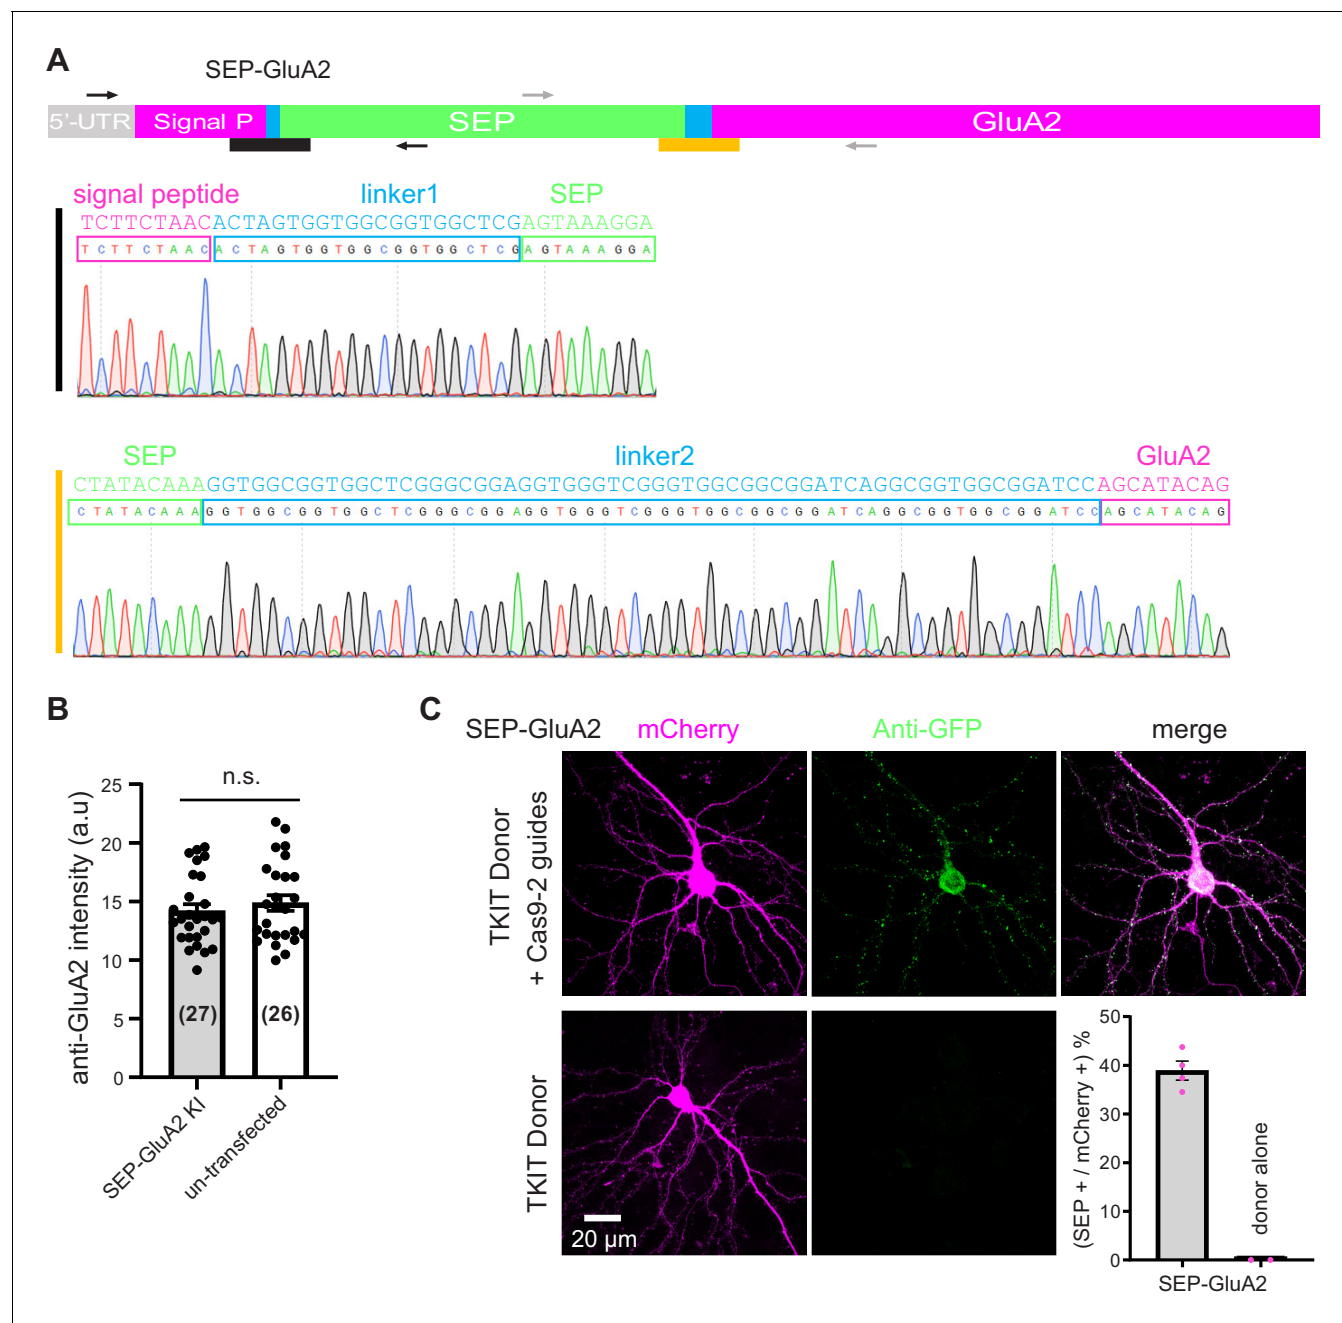 A
SEP-GluA2
5'-UTR Signal P SEP GluA2
signal peptide linker1 SEP
TCTTCTAACACTAGTGGTGGCGGTGGCTCGAGTAAAGGA
TCTTCTAACACTAGTGGTGGCGGTGGCTCGAGTAAAGGA
SEP linker2 GluA2
CTATACAAAGGTGGCGGTGGCTCGGGCGGAGGTGGGTCGGGTGGCGGCGGATCAGGCGGTGGCGGATCCAGCATACAG
CTATACAAAGGTGGCGGTGGCTCGGGCGGAGGTGGGTCGGGTGGCGGCGGATCAGGCGGTGGCGGATCCAGCATACAG
B
anti-GluA2 intensity (a.u)
25
20
15
10
5
0
n.s.
(27)
(26)
SEP-GluA2 KI
un-transfected
C
SEP-GluA2 mCherry Anti-GFP merge
TKIT Donor
+ Cas9-2 guides
TKIT Donor
20 µm
(SEP + / mCherry +) %
50
40
30
20
10
0
donor alone
SEP-GluA2